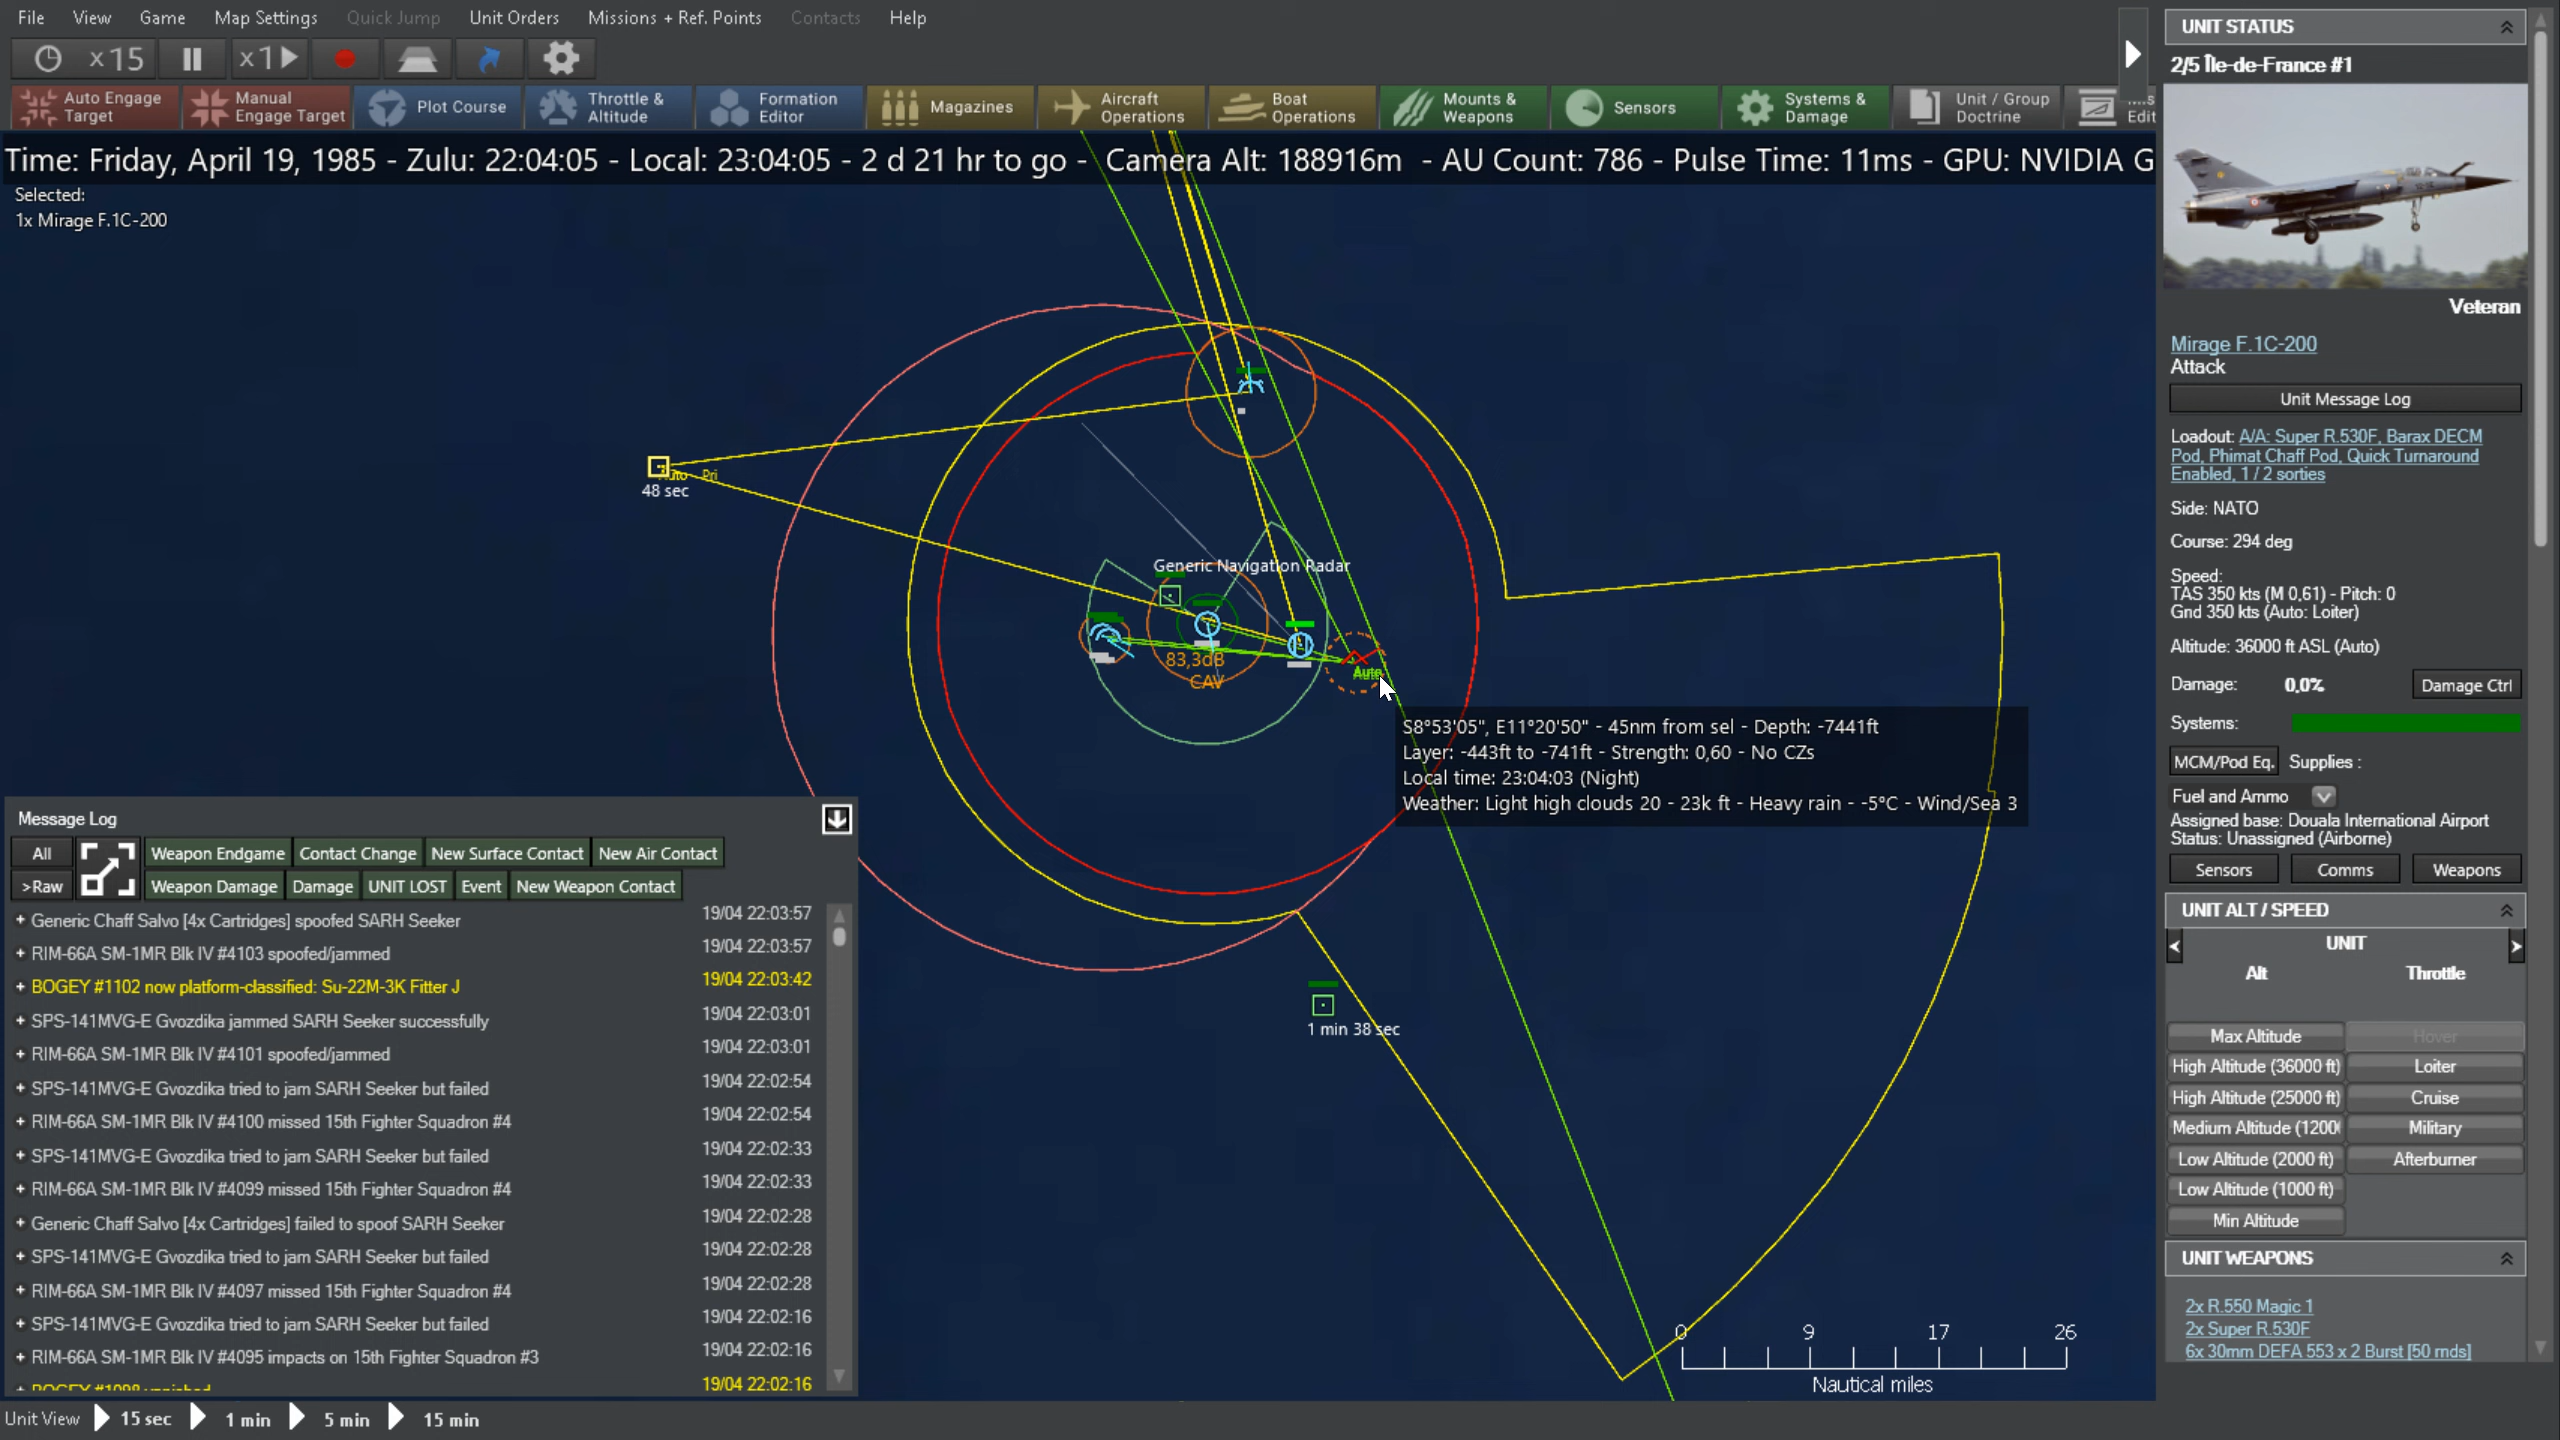 File View Game Map Settings Quick Jump Unit Orders Missions + Ref. Points Contacts Help
x15 x1
Auto Engage Target
Manual Engage Target
Plot Course
Throttle & Altitude
Formation Editor
Magazines
Aircraft Operations
Boat Operations
Mounts & Weapons
Sensors
Systems & Damage
Unit / Group Doctrine
Time: Friday, April 19, 1985 - Zulu: 22:04:05 - Local: 23:04:05 - 2 d 21 hr to go - Camera Alt: 188916m - AU Count: 786 - Pulse Time: 11ms - GPU: NVIDIA G
Selected:
1x Mirage F.1C-200
Pri
48 sec
Generic Navigation Radar
83,3dB
CAV
Auto
S8°53'05", E11°20'50" - 45nm from sel - Depth: -7441ft
Layer: -443ft to -741ft - Strength: 0,60 - No CZs
Local time: 23:04:03 (Night)
Weather: Light high clouds 20 - 23k ft - Heavy rain - -5°C - Wind/Sea 3
1 min 38 sec
0 9 17 26
Nautical miles
Message Log
All Weapon Endgame Contact Change New Surface Contact New Air Contact
>Raw Weapon Damage Damage UNIT LOST Event New Weapon Contact
+ Generic Chaff Salvo [4x Cartridges] spoofed SARH Seeker 19/04 22:03:57
+ RIM-66A SM-1MR Blk IV #4103 spoofed/jammed 19/04 22:03:57
+ BOGEY #1102 now platform-classified: Su-22M-3K Fitter J 19/04 22:03:42
+ SPS-141MVG-E Gvozdika jammed SARH Seeker successfully 19/04 22:03:01
+ RIM-66A SM-1MR Blk IV #4101 spoofed/jammed 19/04 22:03:01
+ SPS-141MVG-E Gvozdika tried to jam SARH Seeker but failed 19/04 22:02:54
+ RIM-66A SM-1MR Blk IV #4100 missed 15th Fighter Squadron #4 19/04 22:02:54
+ SPS-141MVG-E Gvozdika tried to jam SARH Seeker but failed 19/04 22:02:33
+ RIM-66A SM-1MR Blk IV #4099 missed 15th Fighter Squadron #4 19/04 22:02:33
+ Generic Chaff Salvo [4x Cartridges] failed to spoof SARH Seeker 19/04 22:02:28
+ SPS-141MVG-E Gvozdika tried to jam SARH Seeker but failed 19/04 22:02:28
+ RIM-66A SM-1MR Blk IV #4097 missed 15th Fighter Squadron #4 19/04 22:02:28
+ SPS-141MVG-E Gvozdika tried to jam SARH Seeker but failed 19/04 22:02:16
+ RIM-66A SM-1MR Blk IV #4095 impacts on 15th Fighter Squadron #3 19/04 22:02:16
+ BOGEY #1098 vanished 19/04 22:02:16
Unit View 15 sec 1 min 5 min 15 min
UNIT STATUS
2/5 Île-de-France #1
Veteran
Mirage F.1C-200
Attack
Unit Message Log
Loadout: A/A: Super R.530F, Barax DECM
Pod, Phimat Chaff Pod, Quick Turnaround
Enabled, 1 / 2 sorties
Side: NATO
Course: 294 deg
Speed:
TAS 350 kts (M 0,61) - Pitch: 0
Gnd 350 kts (Auto: Loiter)
Altitude: 36000 ft ASL (Auto)
Damage: 0,0% Damage Ctrl
Systems:
MCM/Pod Eq. Supplies :
Fuel and Ammo
Assigned base: Douala International Airport
Status: Unassigned (Airborne)
Sensors Comms Weapons
UNIT ALT / SPEED
< UNIT >
Alt Throttle
Max Altitude Hover
High Altitude (36000 ft) Loiter
High Altitude (25000 ft) Cruise
Medium Altitude (1200 Military
Low Altitude (2000 ft) Afterburner
Low Altitude (1000 ft)
Min Altitude
UNIT WEAPONS
2x R.550 Magic 1
2x Super R.530F
6x 30mm DEFA 553 x 2 Burst [50 rnds]